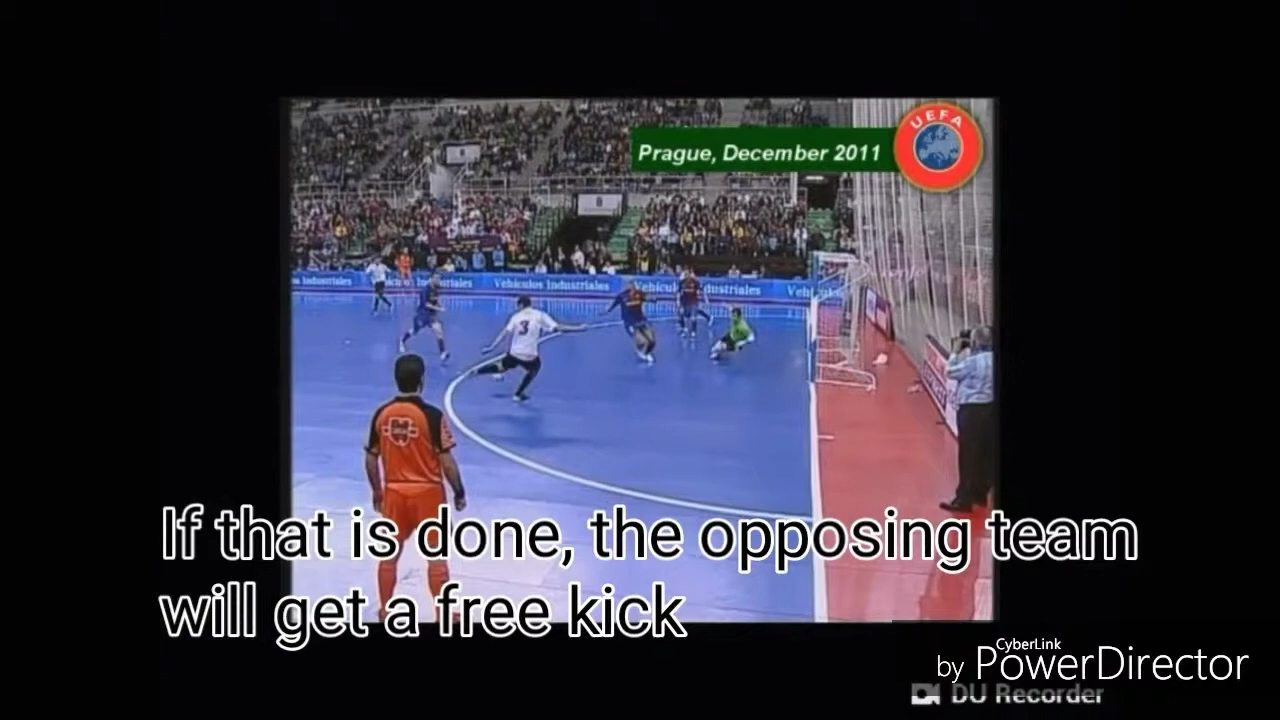 UEFA
Prague, December 2011
Industriales
Vehiculos Industriales
3
If that is done, the opposing team
will get a free kick
CyberLink
by PowerDirector
DU Recorder